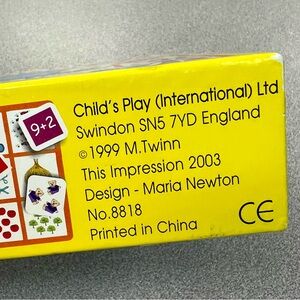 Child's Play (International) Ltd
Swindon SN5 7YD England
©1999 M.Twinn
This Impression 2003
Design - Maria Newton
No.8818
Printed in China
CE
9+2